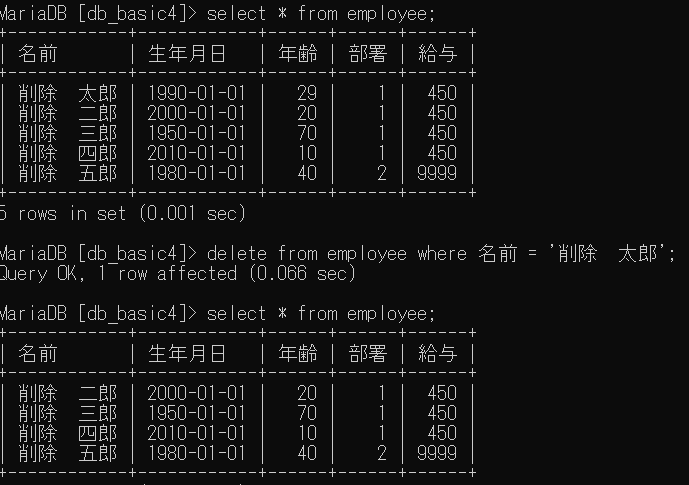 MariaDB [db_basic4]> select * from employee;
+------------+------------+------+------+------+
| 名前       | 生年月日   | 年齢 | 部署 | 給与 |
+------------+------------+------+------+------+
| 削除　太郎 | 1990-01-01 |   29 |    1 |  450 |
| 削除　二郎 | 2000-01-01 |   20 |    1 |  450 |
| 削除　三郎 | 1950-01-01 |   70 |    1 |  450 |
| 削除　四郎 | 2010-01-01 |   10 |    1 |  450 |
| 削除　五郎 | 1980-01-01 |   40 |    2 | 9999 |
+------------+------------+------+------+------+
5 rows in set (0.001 sec)
MariaDB [db_basic4]> delete from employee where 名前 = '削除　太郎';
Query OK, 1 row affected (0.066 sec)
MariaDB [db_basic4]> select * from employee;
+------------+------------+------+------+------+
| 名前       | 生年月日   | 年齢 | 部署 | 給与 |
+------------+------------+------+------+------+
| 削除　二郎 | 2000-01-01 |   20 |    1 |  450 |
| 削除　三郎 | 1950-01-01 |   70 |    1 |  450 |
| 削除　四郎 | 2010-01-01 |   10 |    1 |  450 |
| 削除　五郎 | 1980-01-01 |   40 |    2 | 9999 |
+------------+------------+------+------+------+